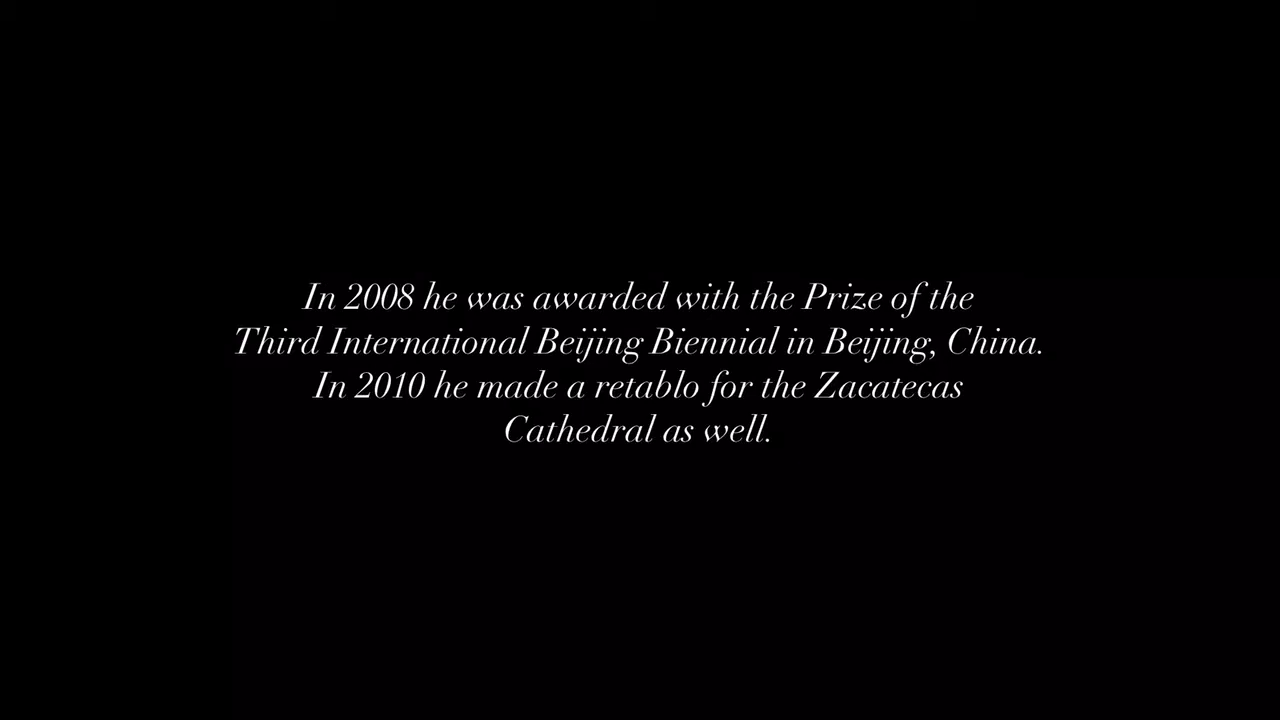 In 2008 he was awarded with the Prize of the
Third International Beijing Biennial in Beijing, China.
In 2010 he made a retablo for the Zacatecas
Cathedral as well.